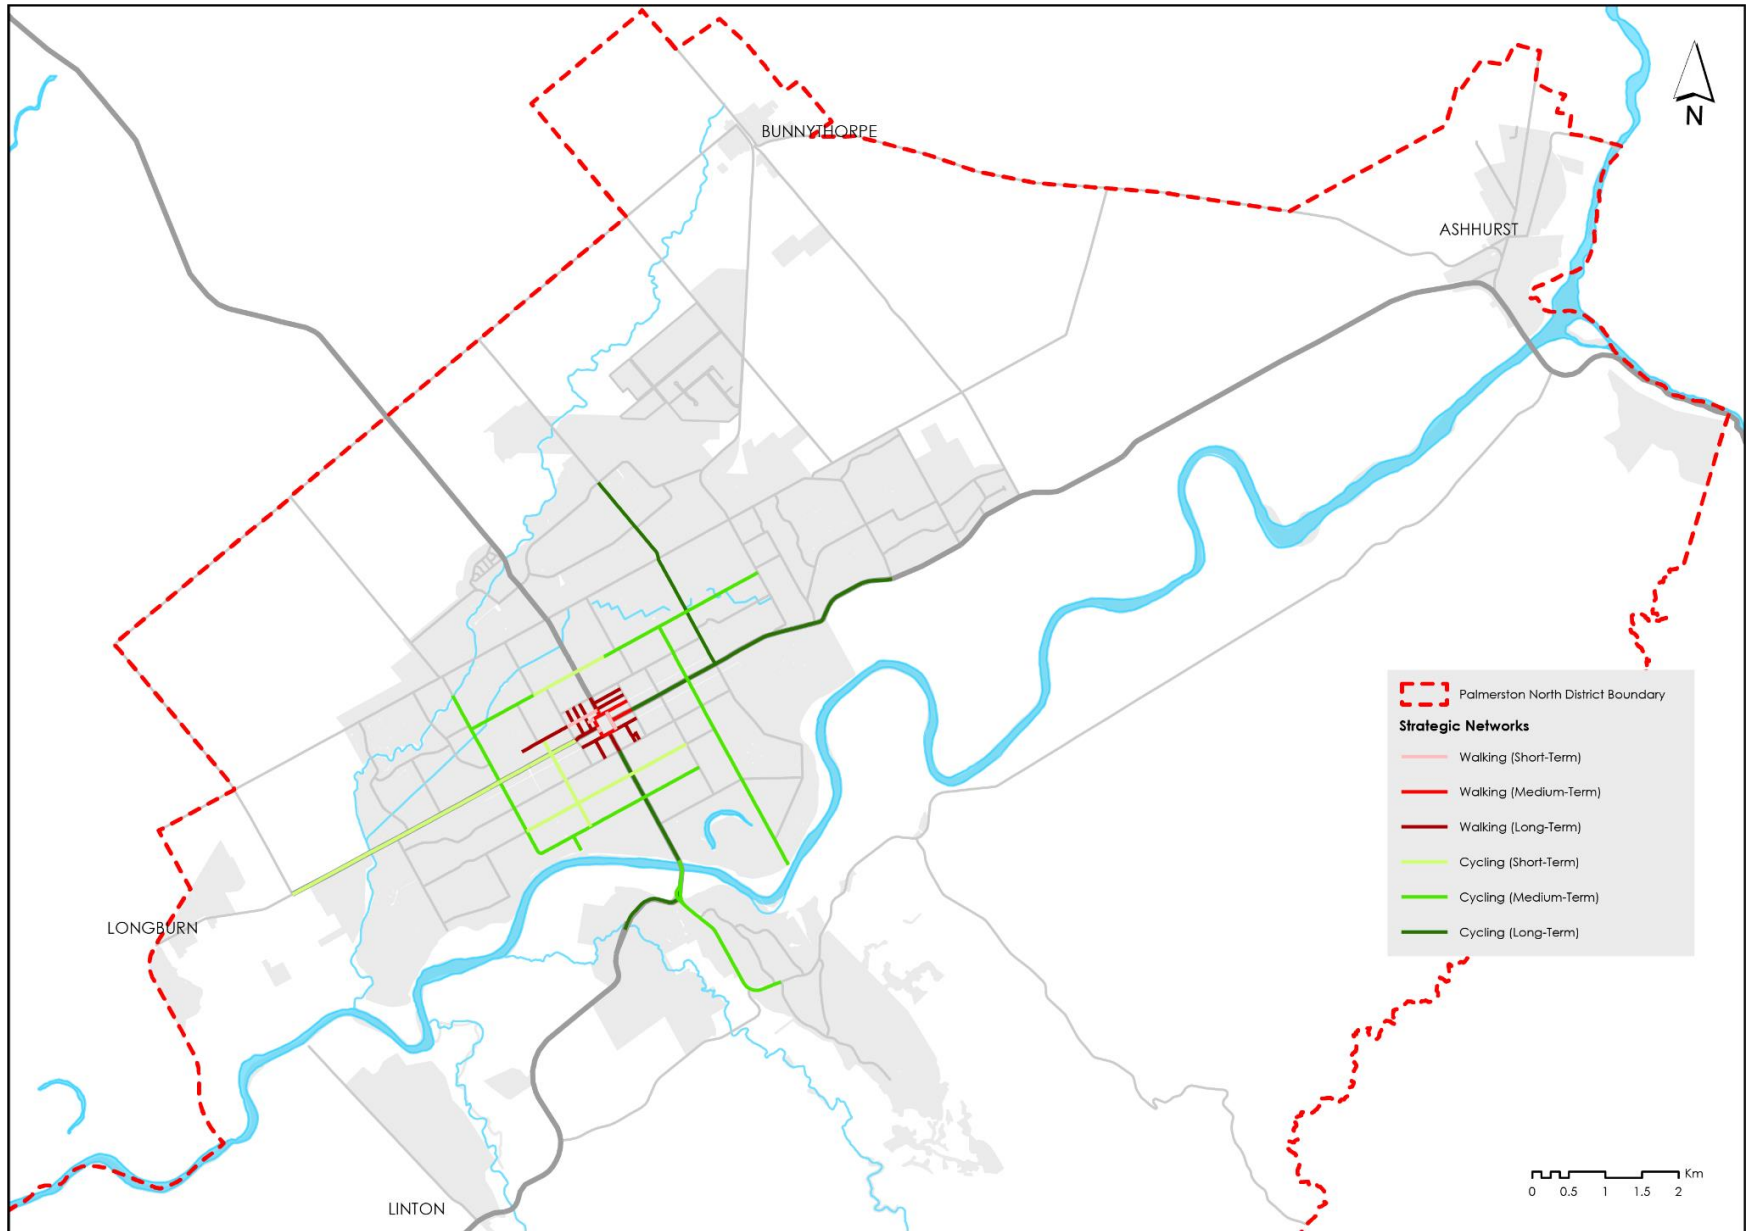 BUNNYTHORPE
N
ASHHURST
Palmerston North District Boundary
Strategic Networks
Walking (Short-Term)
Walking (Medium-Term)
Walking (Long-Term)
Cycling (Short-Term)
Cycling (Medium-Term)
Cycling (Long-Term)
LONGBURN
LINTON
Km
0 0.5 1 1.5 2